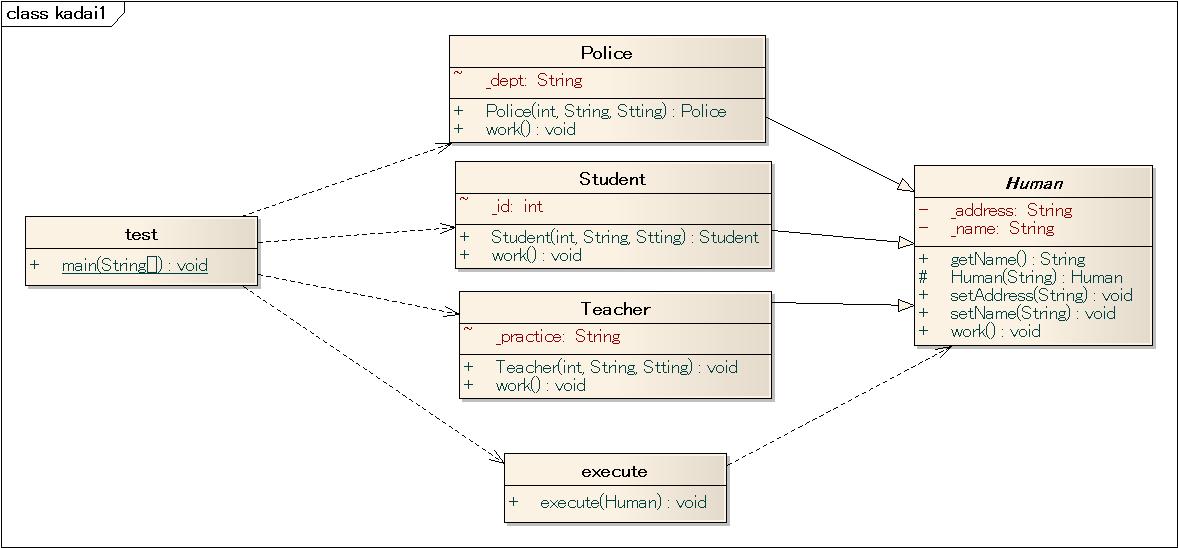 class kadai1
Police
~ _dept: String
+ Police(int, String, Stting) : Police
+ work() : void
Student
~ _id: int
+ Student(int, String, Stting) : Student
+ work() : void
Human
- _address: String
- _name: String
+ getName() : String
# Human(String) : Human
+ setAddress(String) : void
+ setName(String) : void
+ work() : void
test
+ main(String[]) : void
Teacher
~ _practice: String
+ Teacher(int, String, Stting) : void
+ work() : void
execute
+ execute(Human) : void